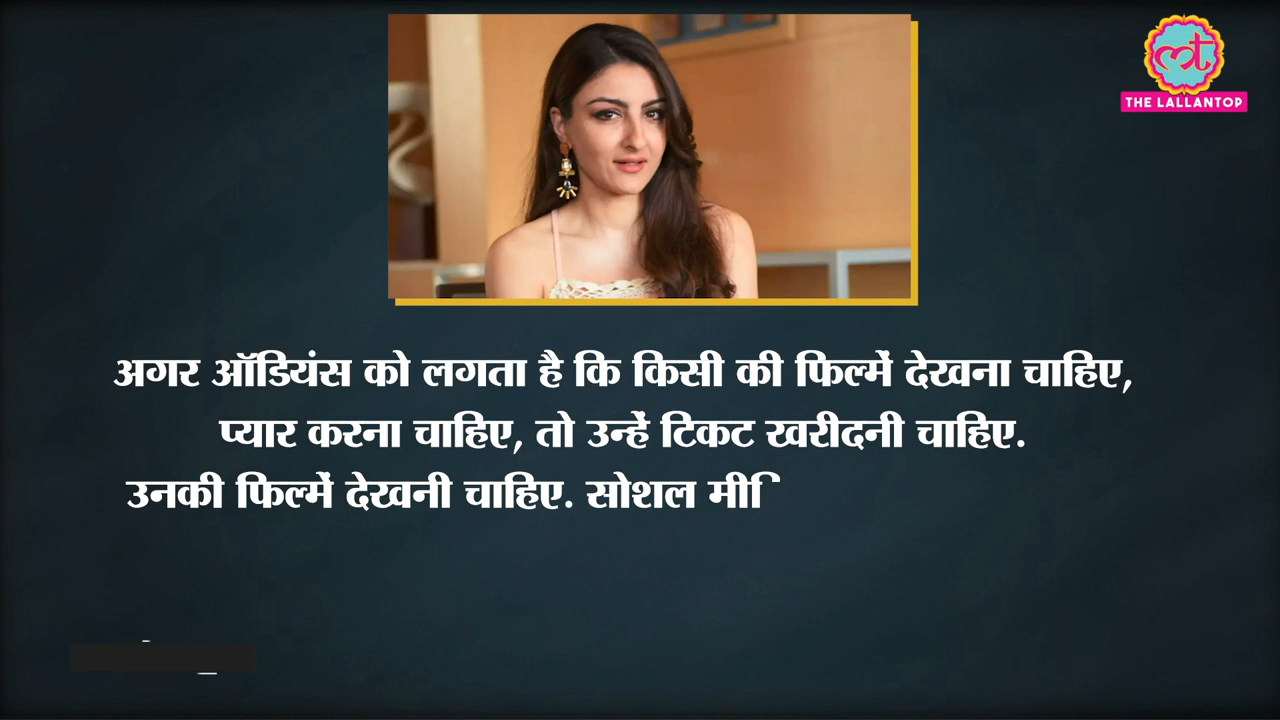 THE LALLANTOP
अगर ऑडियंस को लगता है कि किसी की फिल्में देखना चाहिए,
प्यार करना चाहिए, तो उन्हें टिकट खरीदनी चाहिए.
उनकी फिल्में देखनी चाहिए. सोशल